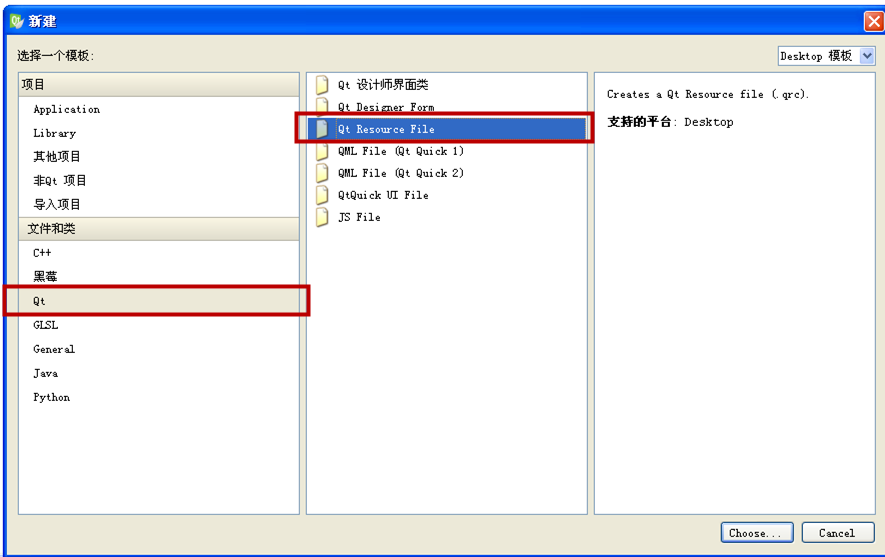 新建
选择一个模板:
Desktop 模板
项目
Application
Library
其他项目
非Qt 项目
导入项目
文件和类
C++
黑莓
Qt
GLSL
General
Java
Python
Qt 设计师界面类
Qt Designer Form
Qt Resource File
QML File (Qt Quick 1)
QML File (Qt Quick 2)
QtQuick UI File
JS File
Creates a Qt Resource file (.qrc).
支持的平台: Desktop
Choose...
Cancel